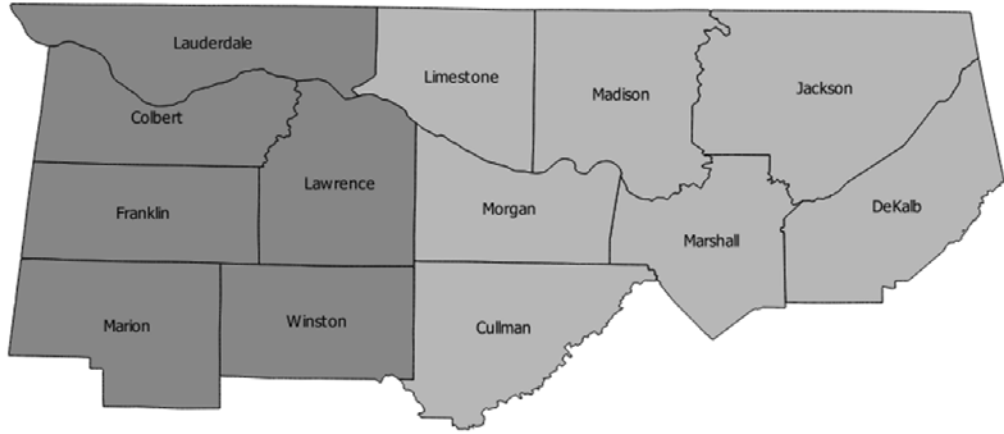 Lauderdale
Limestone
Madison
Jackson
Colbert
Lawrence
Franklin
Morgan
DeKalb
Marshall
Marion
Winston
Cullman